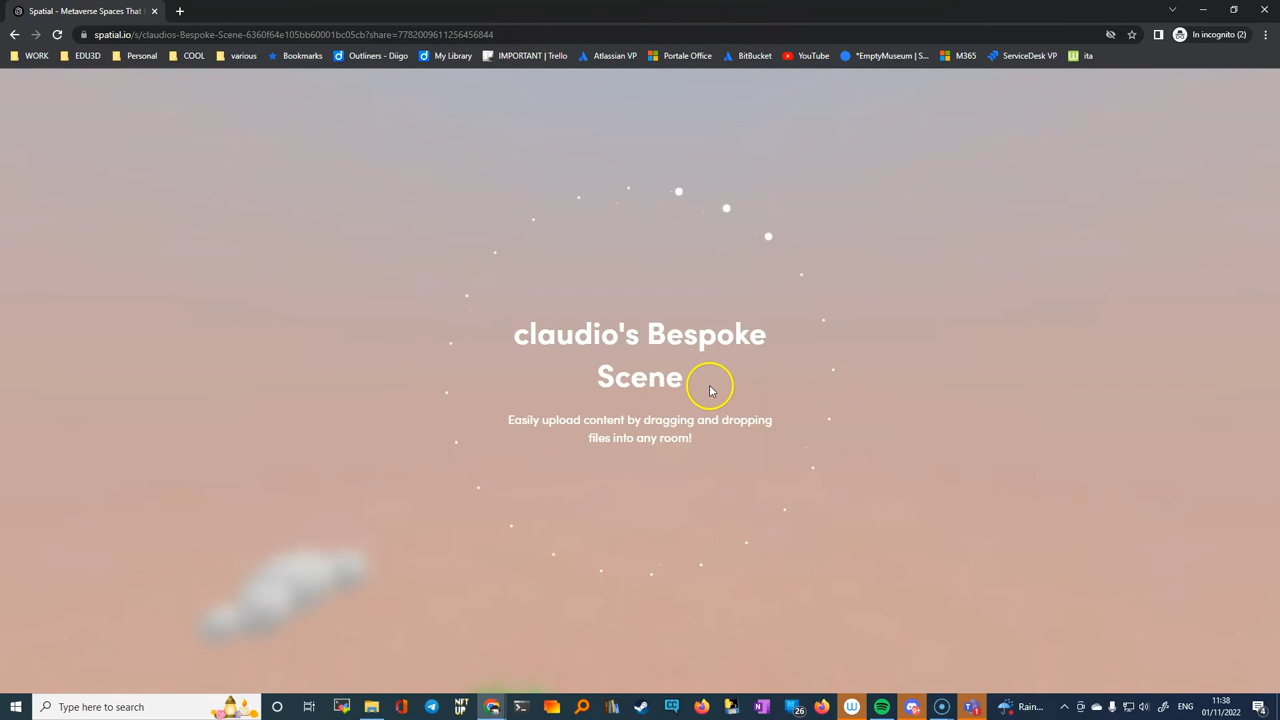 Spatial - Metaverse Spaces That
spatial.io/s/claudios-Bespoke-Scene-6360f64e105bb60001bc05cb?share=7782009611256456844
In incognito (2)
WORK
EDU3D
Personal
COOL
various
Bookmarks
Outliners - Diigo
My Library
IMPORTANT | Trello
Atlassian VP
Portale Office
BitBucket
YouTube
*EmptyMuseum | S...
M365
ServiceDesk VP
ita
claudio's Bespoke
Scene
Easily upload content by dragging and dropping
files into any room!
Type here to search
NFT
UP
26
Rain...
ENG
11:38
01/11/2022